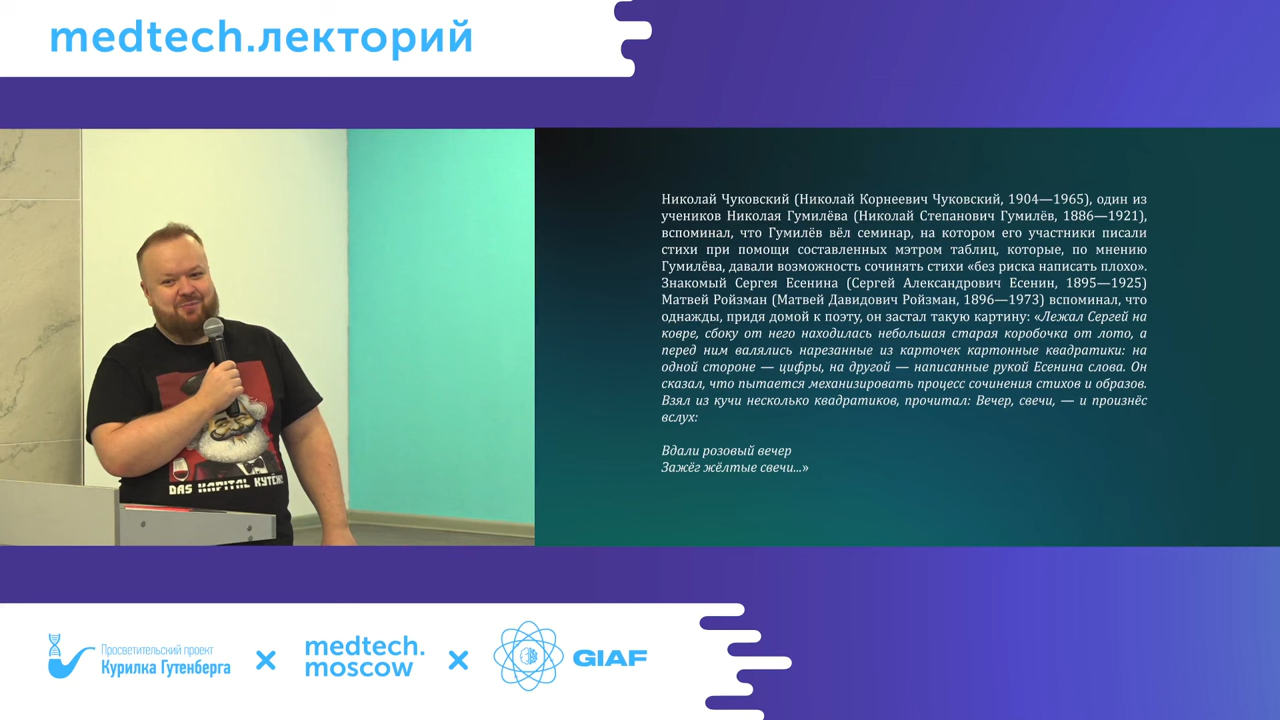 medtech.лекторий
Николай Чуковский (Николай Корнеевич Чуковский, 1904—1965), один из
учеников Николая Гумилёва (Николай Степанович Гумилёв, 1886—1921),
вспоминал, что Гумилёв вёл семинар, на котором его участники писали
стихи при помощи составленных мэтром таблиц, которые, по мнению
Гумилёва, давали возможность сочинять стихи «без риска написать плохо».
Знакомый Сергея Есенина (Сергей Александрович Есенин, 1895—1925)
Матвей Ройзман (Матвей Давидович Ройзман, 1896—1973) вспоминал, что
однажды, придя домой к поэту, он застал такую картину: «Лежал Сергей на
ковре, сбоку от него находилась небольшая старая коробочка от лото, а
перед ним валялись нарезанные из карточек картонные квадратики: на
одной стороне — цифры, на другой — написанные рукой Есенина слова. Он
сказал, что пытается механизировать процесс сочинения стихов и образов.
Взял из кучи несколько квадратиков, прочитал: Вечер, свечи, — и произнёс
вслух:
Вдали розовый вечер
Зажёг жёлтые свечи...»
DAS KAPITAL КУТЁЖ
Просветительский проект
Курилка Гутенберга
×
medtech.
moscow
×
GIAF